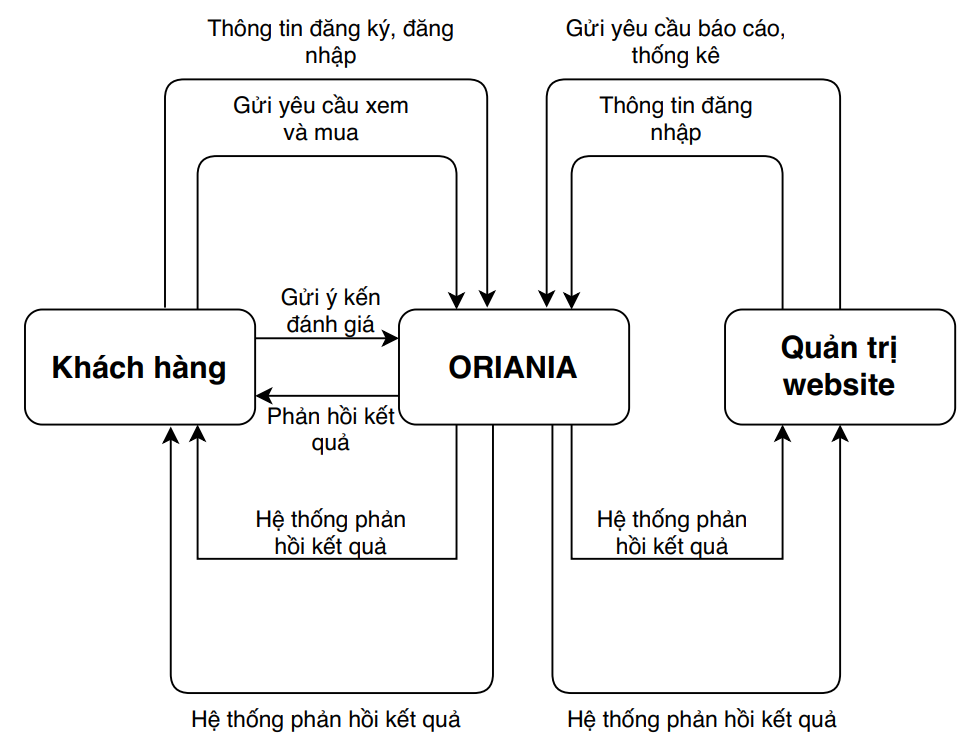 Thông tin đăng ký, đăng
nhập
Gửi yêu cầu báo cáo,
thống kê
Gửi yêu cầu xem
và mua
Thông tin đăng
nhập
Gửi ý kến
đánh giá
Khách hàng
ORIANIA
Quản trị
website
Phản hồi kết
quả
Hệ thống phản
hồi kết quả
Hệ thống phản
hồi kết quả
Hệ thống phản hồi kết quả
Hệ thống phản hồi kết quả